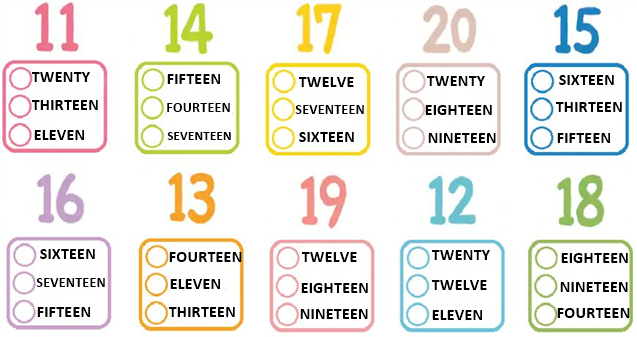 11 14 17 20 15
TWENTY
THIRTEEN
ELEVEN
FIFTEEN
FOURTEEN
SEVENTEEN
TWELVE
SEVENTEEN
SIXTEEN
TWENTY
EIGHTEEN
NINETEEN
SIXTEEN
THIRTEEN
FIFTEEN
16 13 19 12 18
SIXTEEN
SEVENTEEN
FIFTEEN
FOURTEEN
ELEVEN
THIRTEEN
TWELVE
EIGHTEEN
NINETEEN
TWENTY
TWELVE
ELEVEN
EIGHTEEN
NINETEEN
FOURTEEN